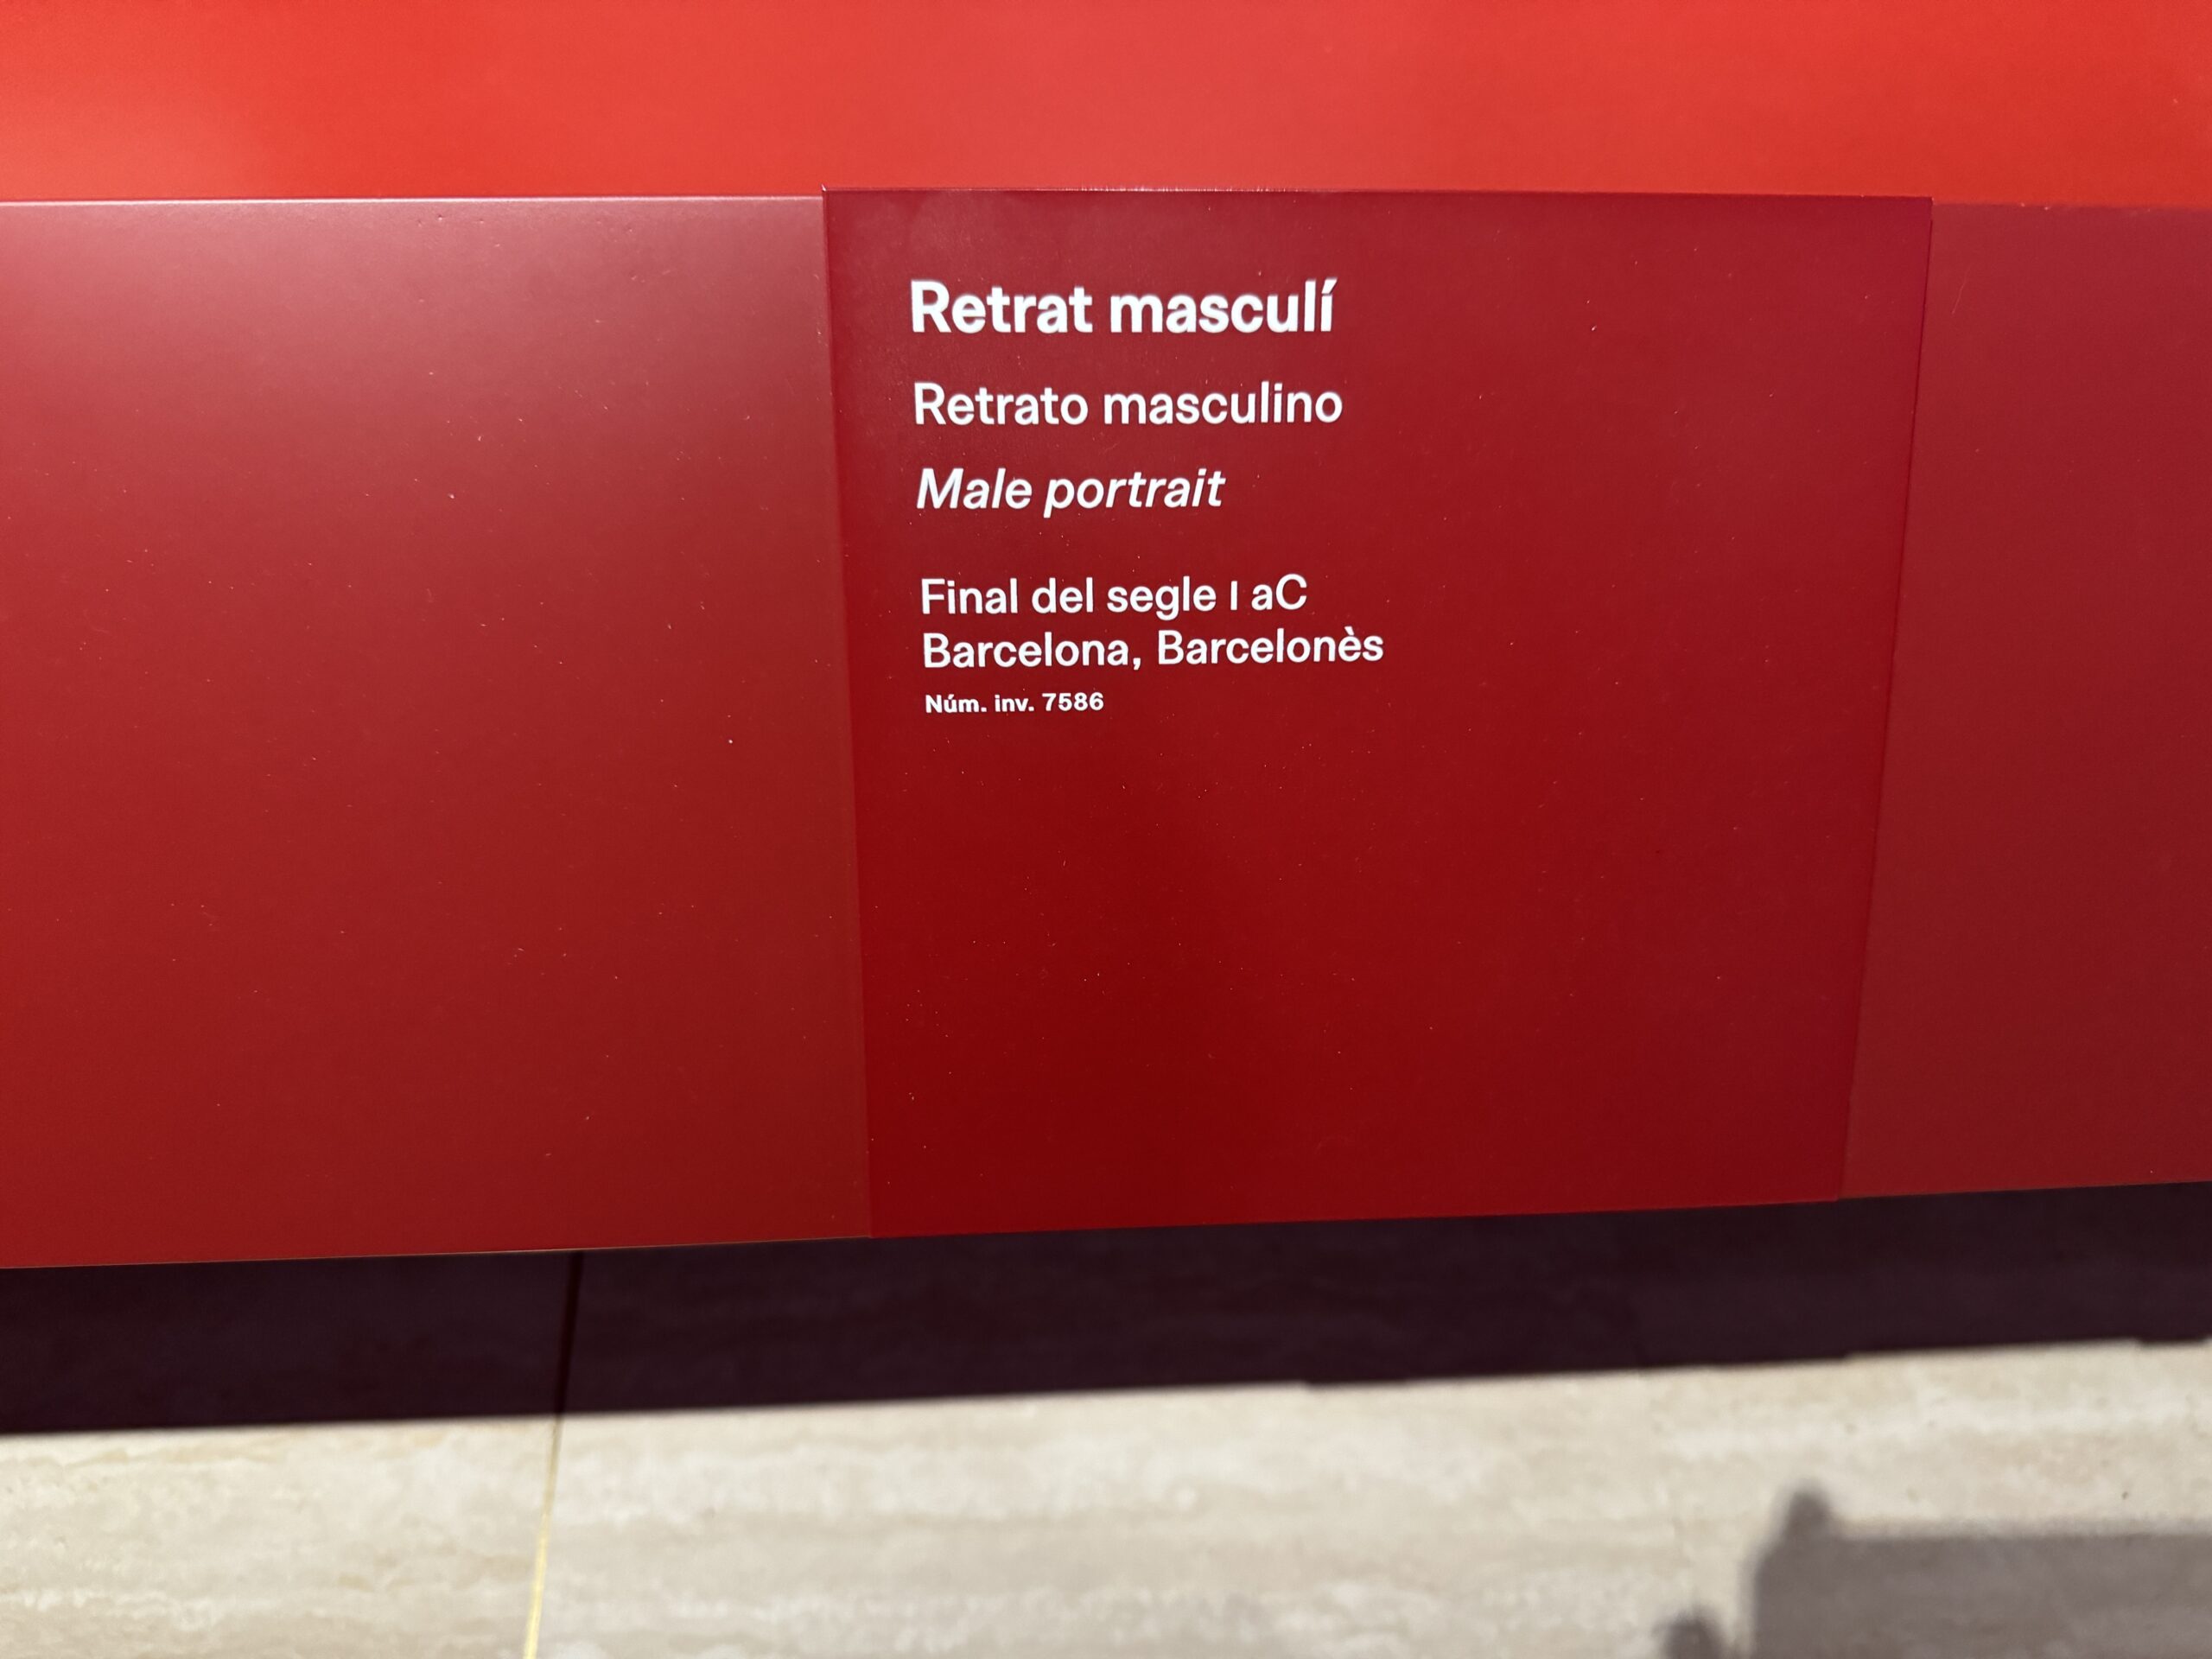 Retrat masculí
Retrato masculino
Male portrait
Final del segle I aC
Barcelona, Barcelonès
Núm. inv. 7586